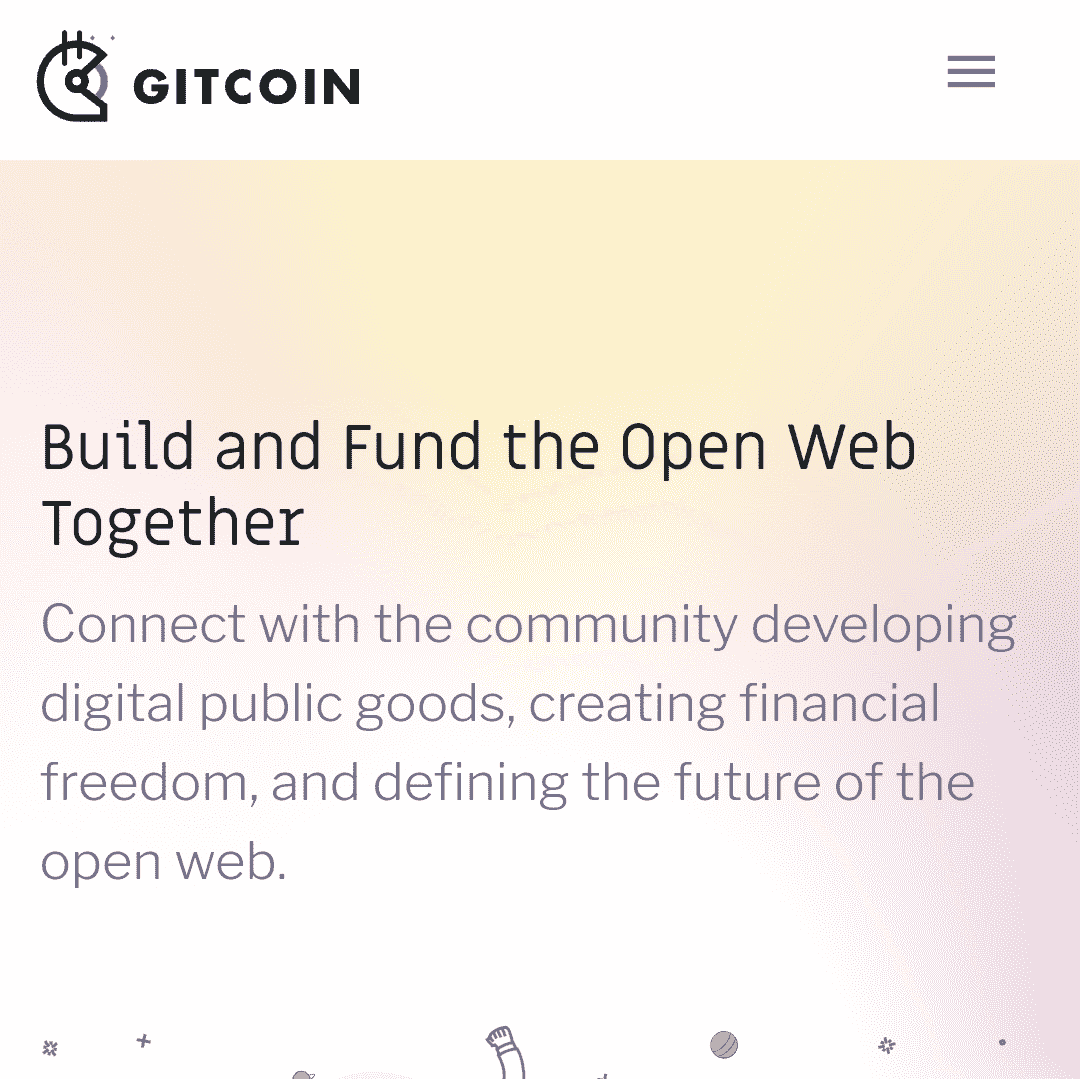 GITCOIN
Build and Fund the Open Web
Together
Connect with the community developing
digital public goods, creating financial
freedom, and defining the future of the
open web.